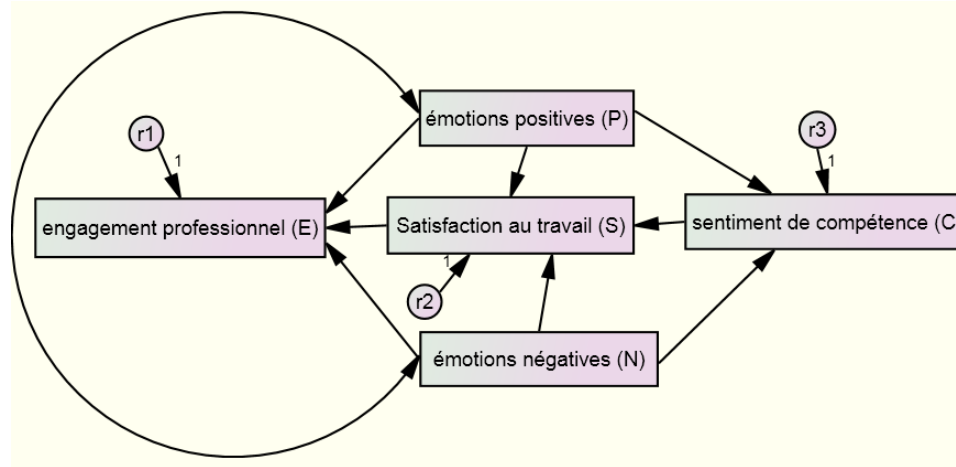 émotions positives (P)
r1
r3
1
1
engagement professionnel (E)
Satisfaction au travail (S)
sentiment de compétence (C
1
r2
émotions négatives (N)